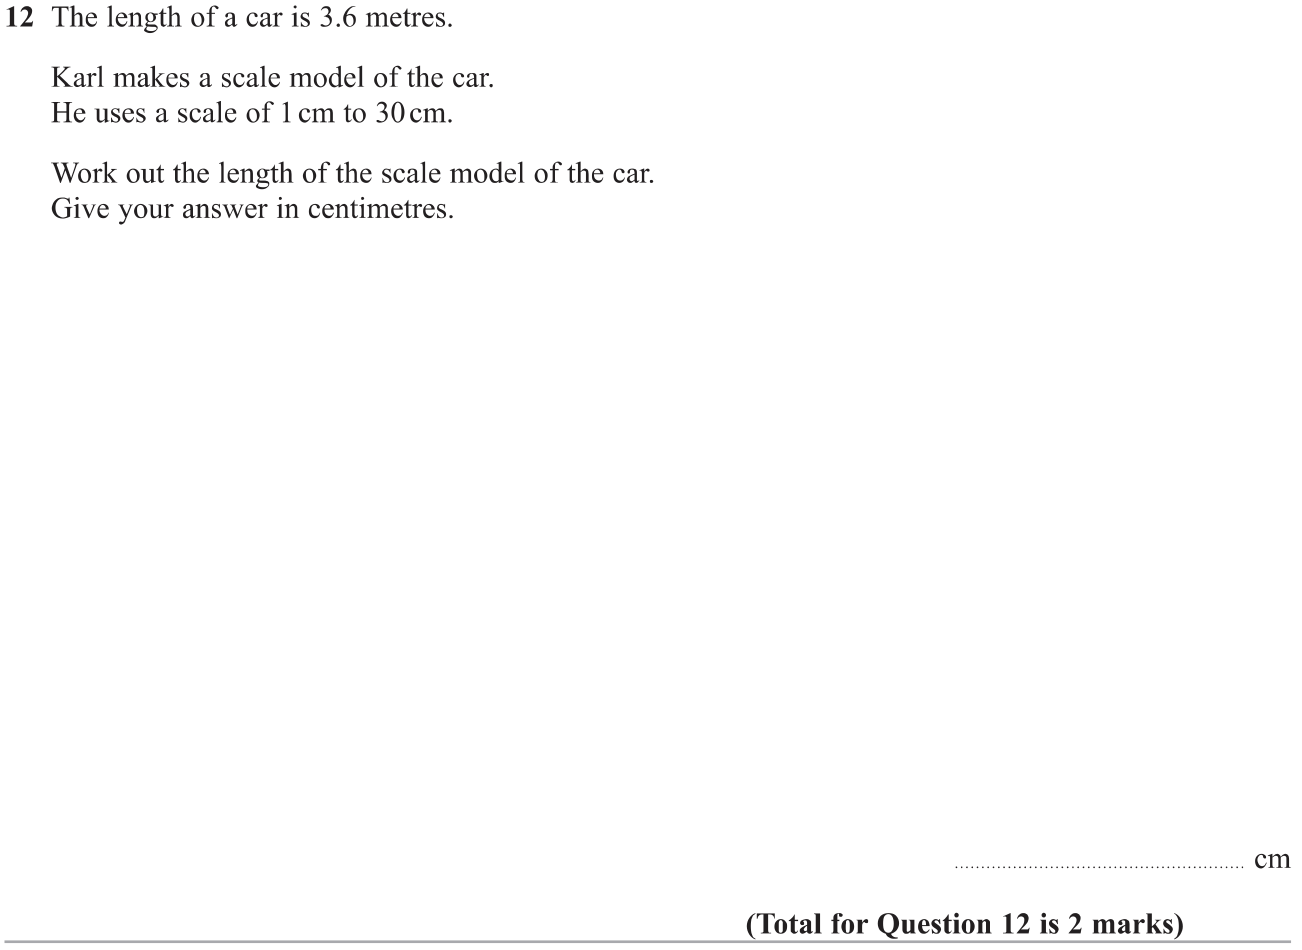 12 The length of a car is 3.6 metres.
Karl makes a scale model of the car.
He uses a scale of 1 cm to 30 cm.
Work out the length of the scale model of the car.
Give your answer in centimetres.
........................................................ cm
(Total for Question 12 is 2 marks)